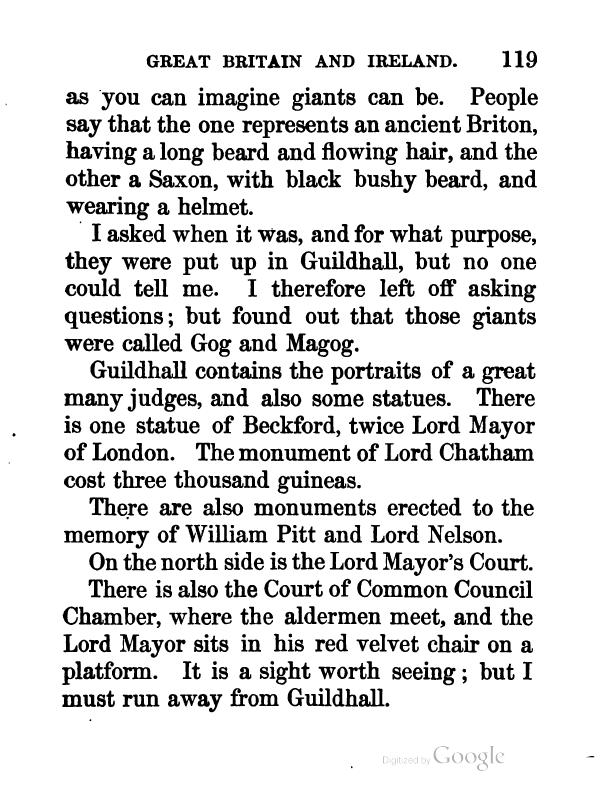 GREAT BRITAIN AND IRELAND. 119
as you can imagine giants can be. People
say that the one represents an ancient Briton,
having a long beard and flowing hair, and the
other a Saxon, with black bushy beard, and
wearing a helmet.
I asked when it was, and for what purpose,
they were put up in Guildhall, but no one
could tell me. I therefore left off asking
questions; but found out that those giants
were called Gog and Magog.
Guildhall contains the portraits of a great
many judges, and also some statues. There
is one statue of Beckford, twice Lord Mayor
of London. The monument of Lord Chatham
cost three thousand guineas.
There are also monuments erected to the
memory of William Pitt and Lord Nelson.
On the north side is the Lord Mayor's Court.
There is also the Court of Common Council
Chamber, where the aldermen meet, and the
Lord Mayor sits in his red velvet chair on a
platform. It is a sight worth seeing; but I
must run away from Guildhall.
Digitized by Google